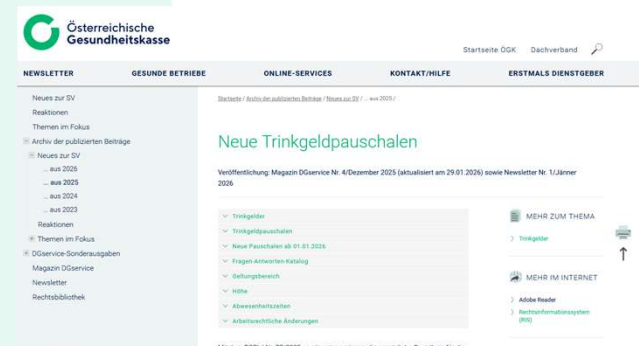 Österreichische
Gesundheitskasse
Startseite ÖGK Dachverband
NEWSLETTER GESUNDE BETRIEBE ONLINE-SERVICES KONTAKT/HILFE ERSTMALS DIENSTGEBER
Neues zur SV
Reaktionen
Themen im Fokus
Archiv der publizierten Beiträge
Neues zur SV
... aus 2026
... aus 2025
... aus 2024
... aus 2023
Reaktionen
Themen im Fokus
DGservice-Sonderausgaben
Magazin DGservice
Newsletter
Rechtsbibliothek
Startseite / Archiv der publizierten Beiträge / Neues zur SV / ... aus 2025 /
Neue Trinkgeldpauschalen
Veröffentlichung: Magazin DGservice Nr. 4/Dezember 2025 (aktualisiert am 29.01.2026) sowie Newsletter Nr. 1/Jänner
2026
Trinkgelder
Trinkgeldpauschalen
Neue Pauschalen ab 01.01.2026
Fragen-Antworten-Katalog
Geltungsbereich
Höhe
Abwesenheitszeiten
Arbeitsrechtliche Änderungen
MEHR ZUM THEMA
Trinkgelder
MEHR IM INTERNET
Adobe Reader
Rechtsinformationssystem
(RIS)